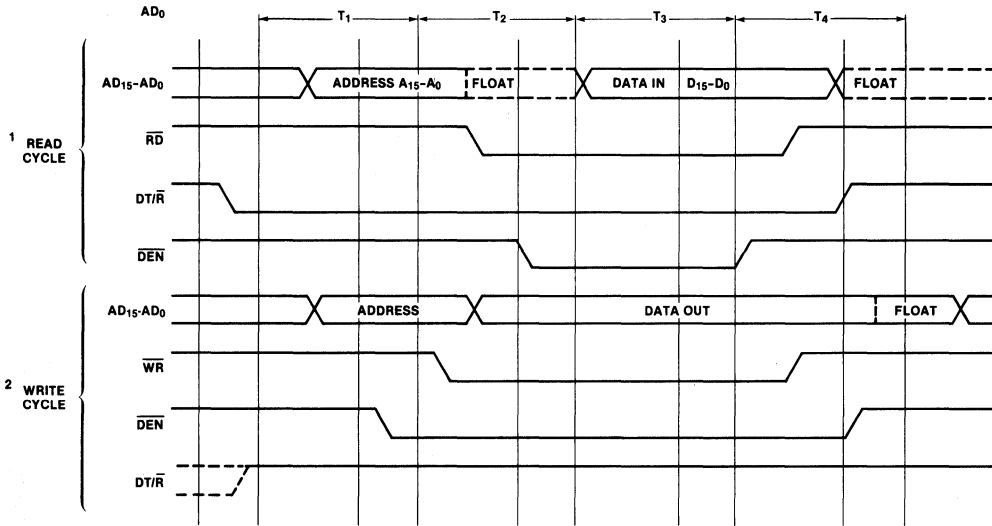 AD0
T1 T2 T3 T4
AD15–AD0 ADDRESS A15–A0 FLOAT DATA IN D15–D0 FLOAT
1 READ
CYCLE
RD
DT/R
DEN
AD15-AD0 ADDRESS DATA OUT FLOAT
WR
2 WRITE
CYCLE
DEN
DT/R